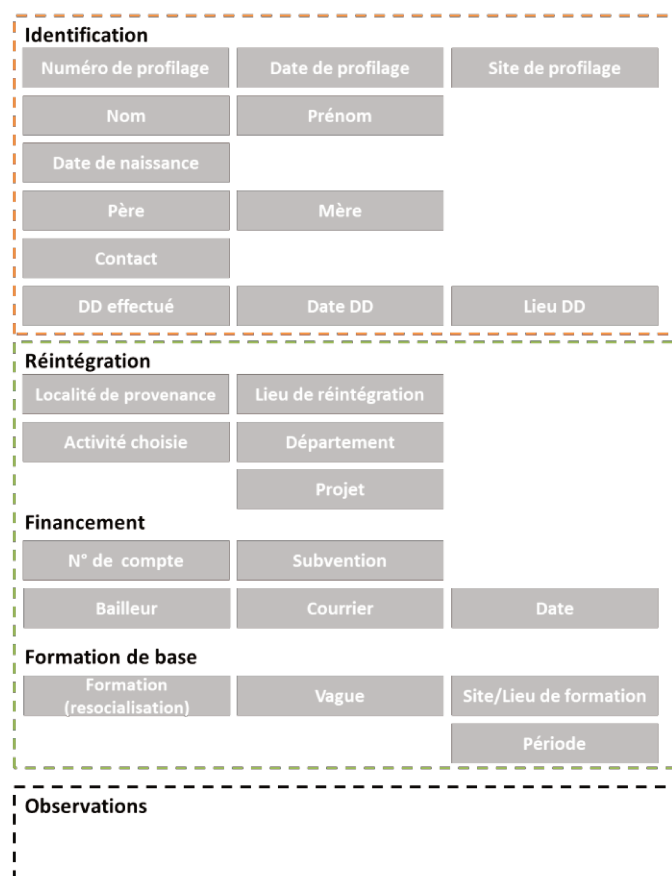 Identification
Numéro de profilage Date de profilage Site de profilage
Nom Prénom
Date de naissance
Père Mère
Contact
DD effectué Date DD Lieu DD
Réintégration
Localité de provenance Lieu de réintégration
Activité choisie Département
Projet
Financement
N° de compte Subvention
Bailleur Courrier Date
Formation de base
Formation
(resocialisation) Vague Site/Lieu de formation
Période
Observations